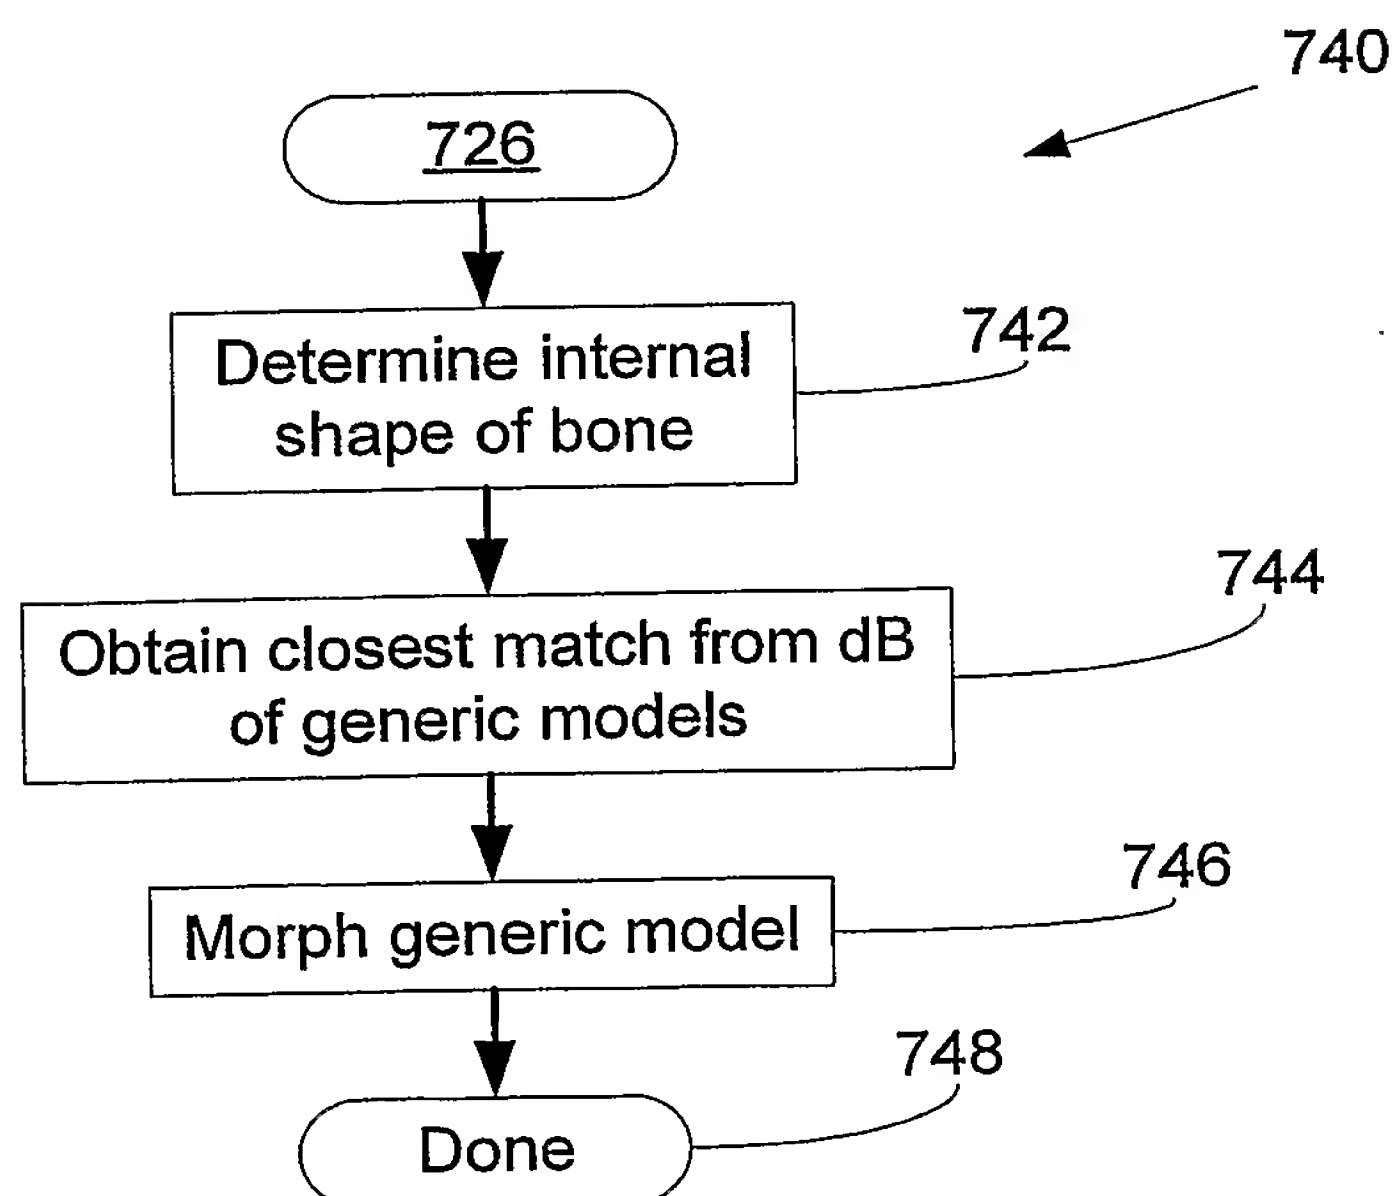 740
726
Determine internal
shape of bone
742
Obtain closest match from dB
of generic models
744
Morph generic model
746
Done
748